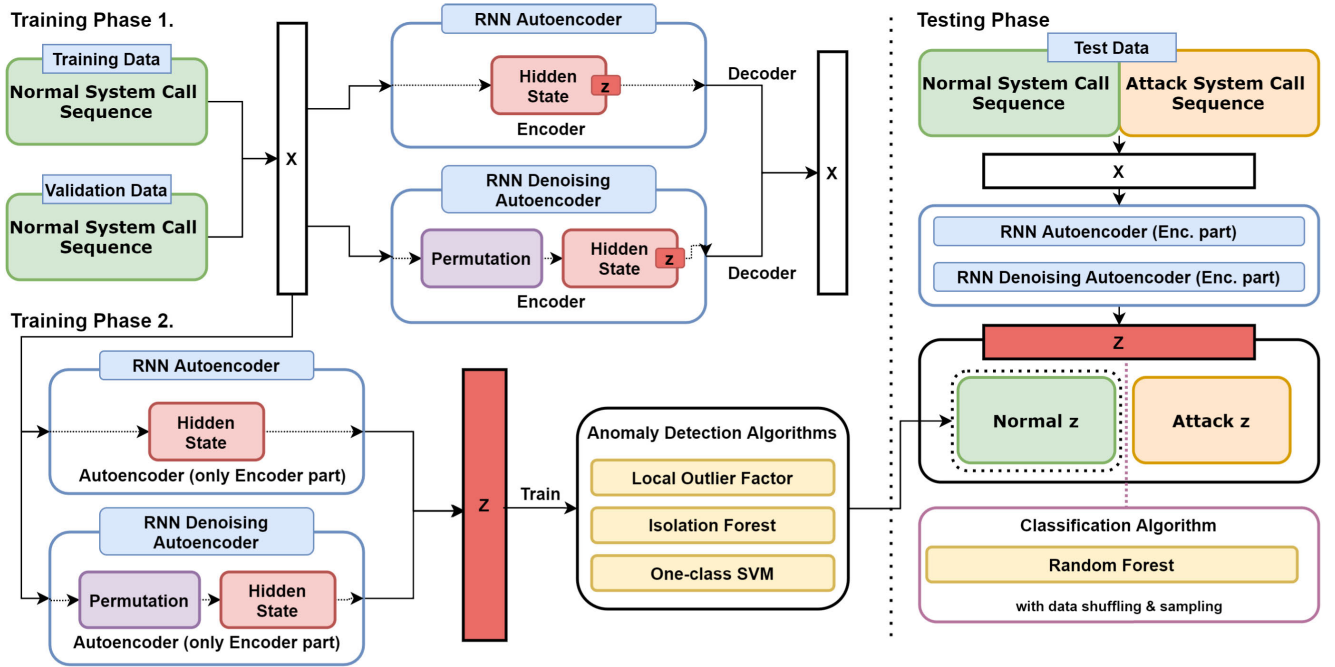 Training Phase 1.
Training Data
Normal System Call
Sequence
Validation Data
Normal System Call
Sequence
X
RNN Autoencoder
Hidden
State
z
Encoder
Decoder
RNN Denoising
Autoencoder
Permutation
Hidden
State
z
Encoder
Decoder
X
Training Phase 2.
RNN Autoencoder
Hidden
State
Autoencoder (only Encoder part)
RNN Denoising
Autoencoder
Permutation
Hidden
State
Autoencoder (only Encoder part)
Z
Train
Anomaly Detection Algorithms
Local Outlier Factor
Isolation Forest
One-class SVM
Testing Phase
Test Data
Normal System Call
Sequence
Attack System Call
Sequence
X
RNN Autoencoder (Enc. part)
RNN Denoising Autoencoder (Enc. part)
Z
Normal z
Attack z
Classification Algorithm
Random Forest
with data shuffling & sampling